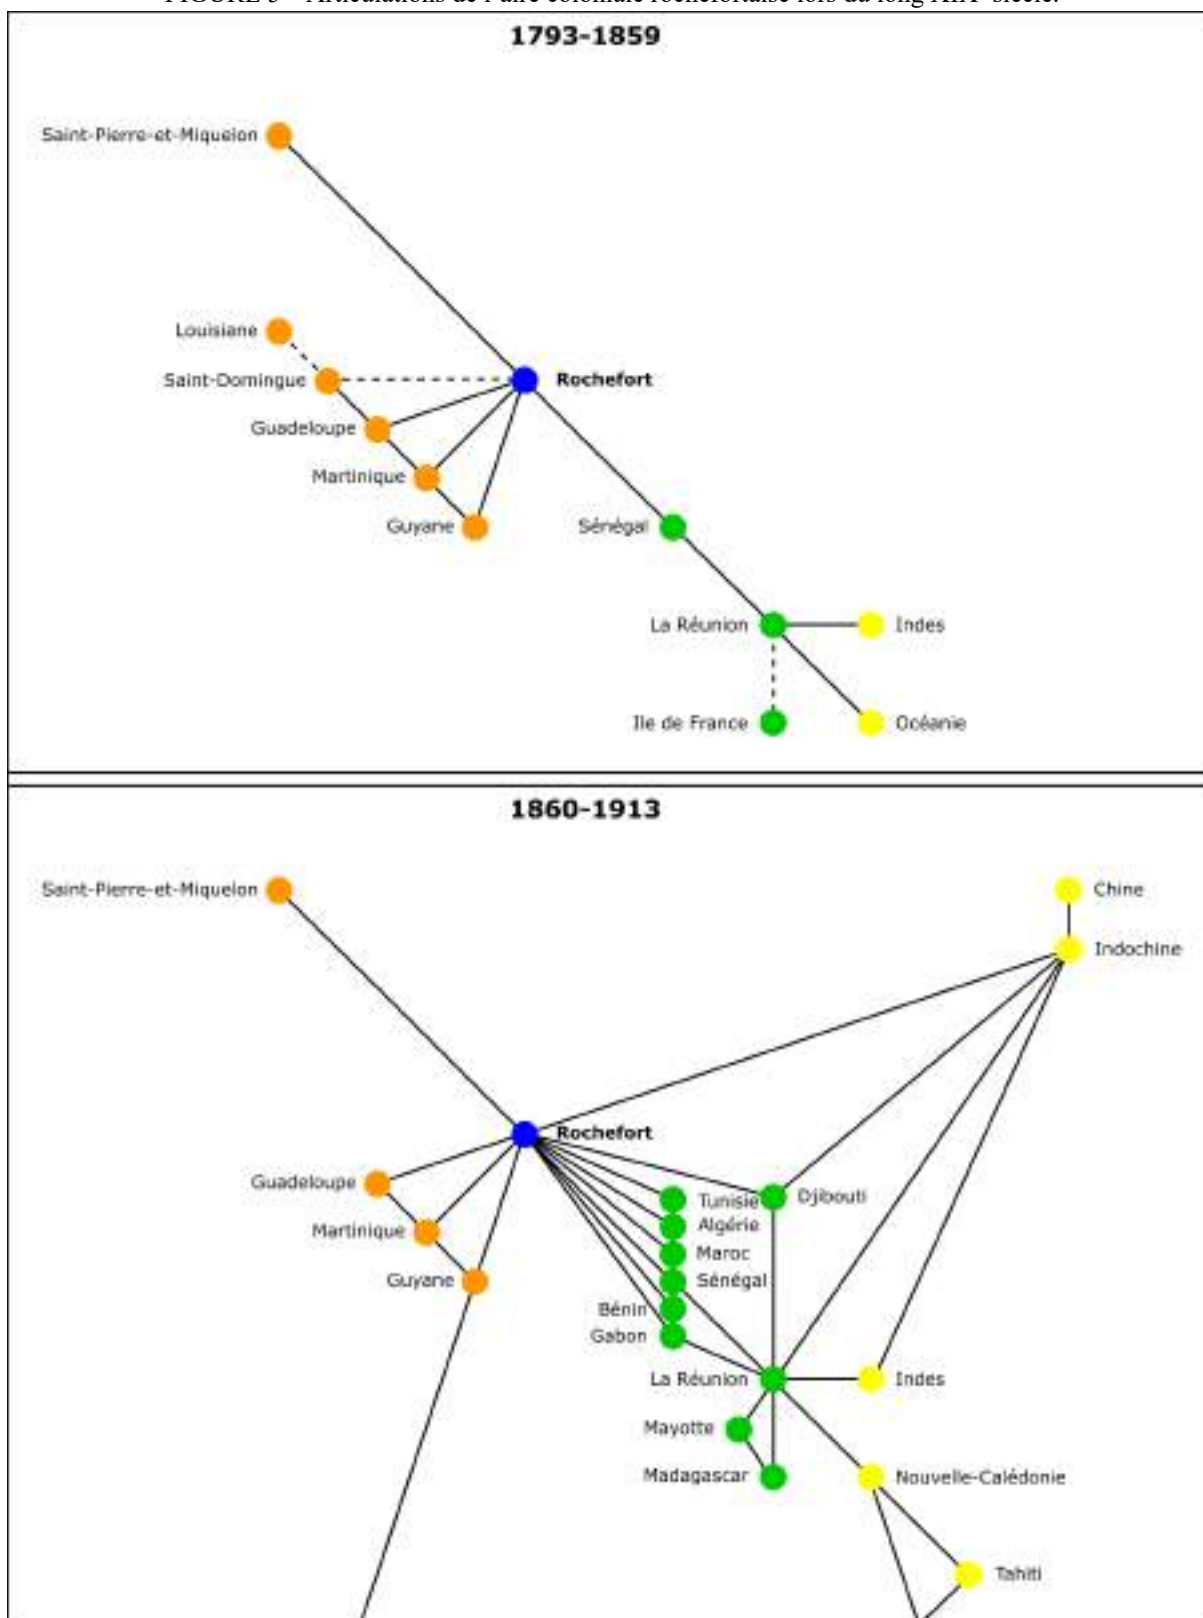 1793-1859
Saint-Pierre-et-Miquelon
Louisiane
Saint-Domingue
Rochefort
Guadeloupe
Martinique
Guyane
Sénégal
La Réunion
Indes
Ile de France
Océanie
1860-1913
Saint-Pierre-et-Miquelon
Chine
Indochine
Rochefort
Guadeloupe
Tunisie
Djibouti
Algérie
Martinique
Maroc
Guyane
Sénégal
Bénin
Gabon
La Réunion
Indes
Mayotte
Madagascar
Nouvelle-Calédonie
Tahiti